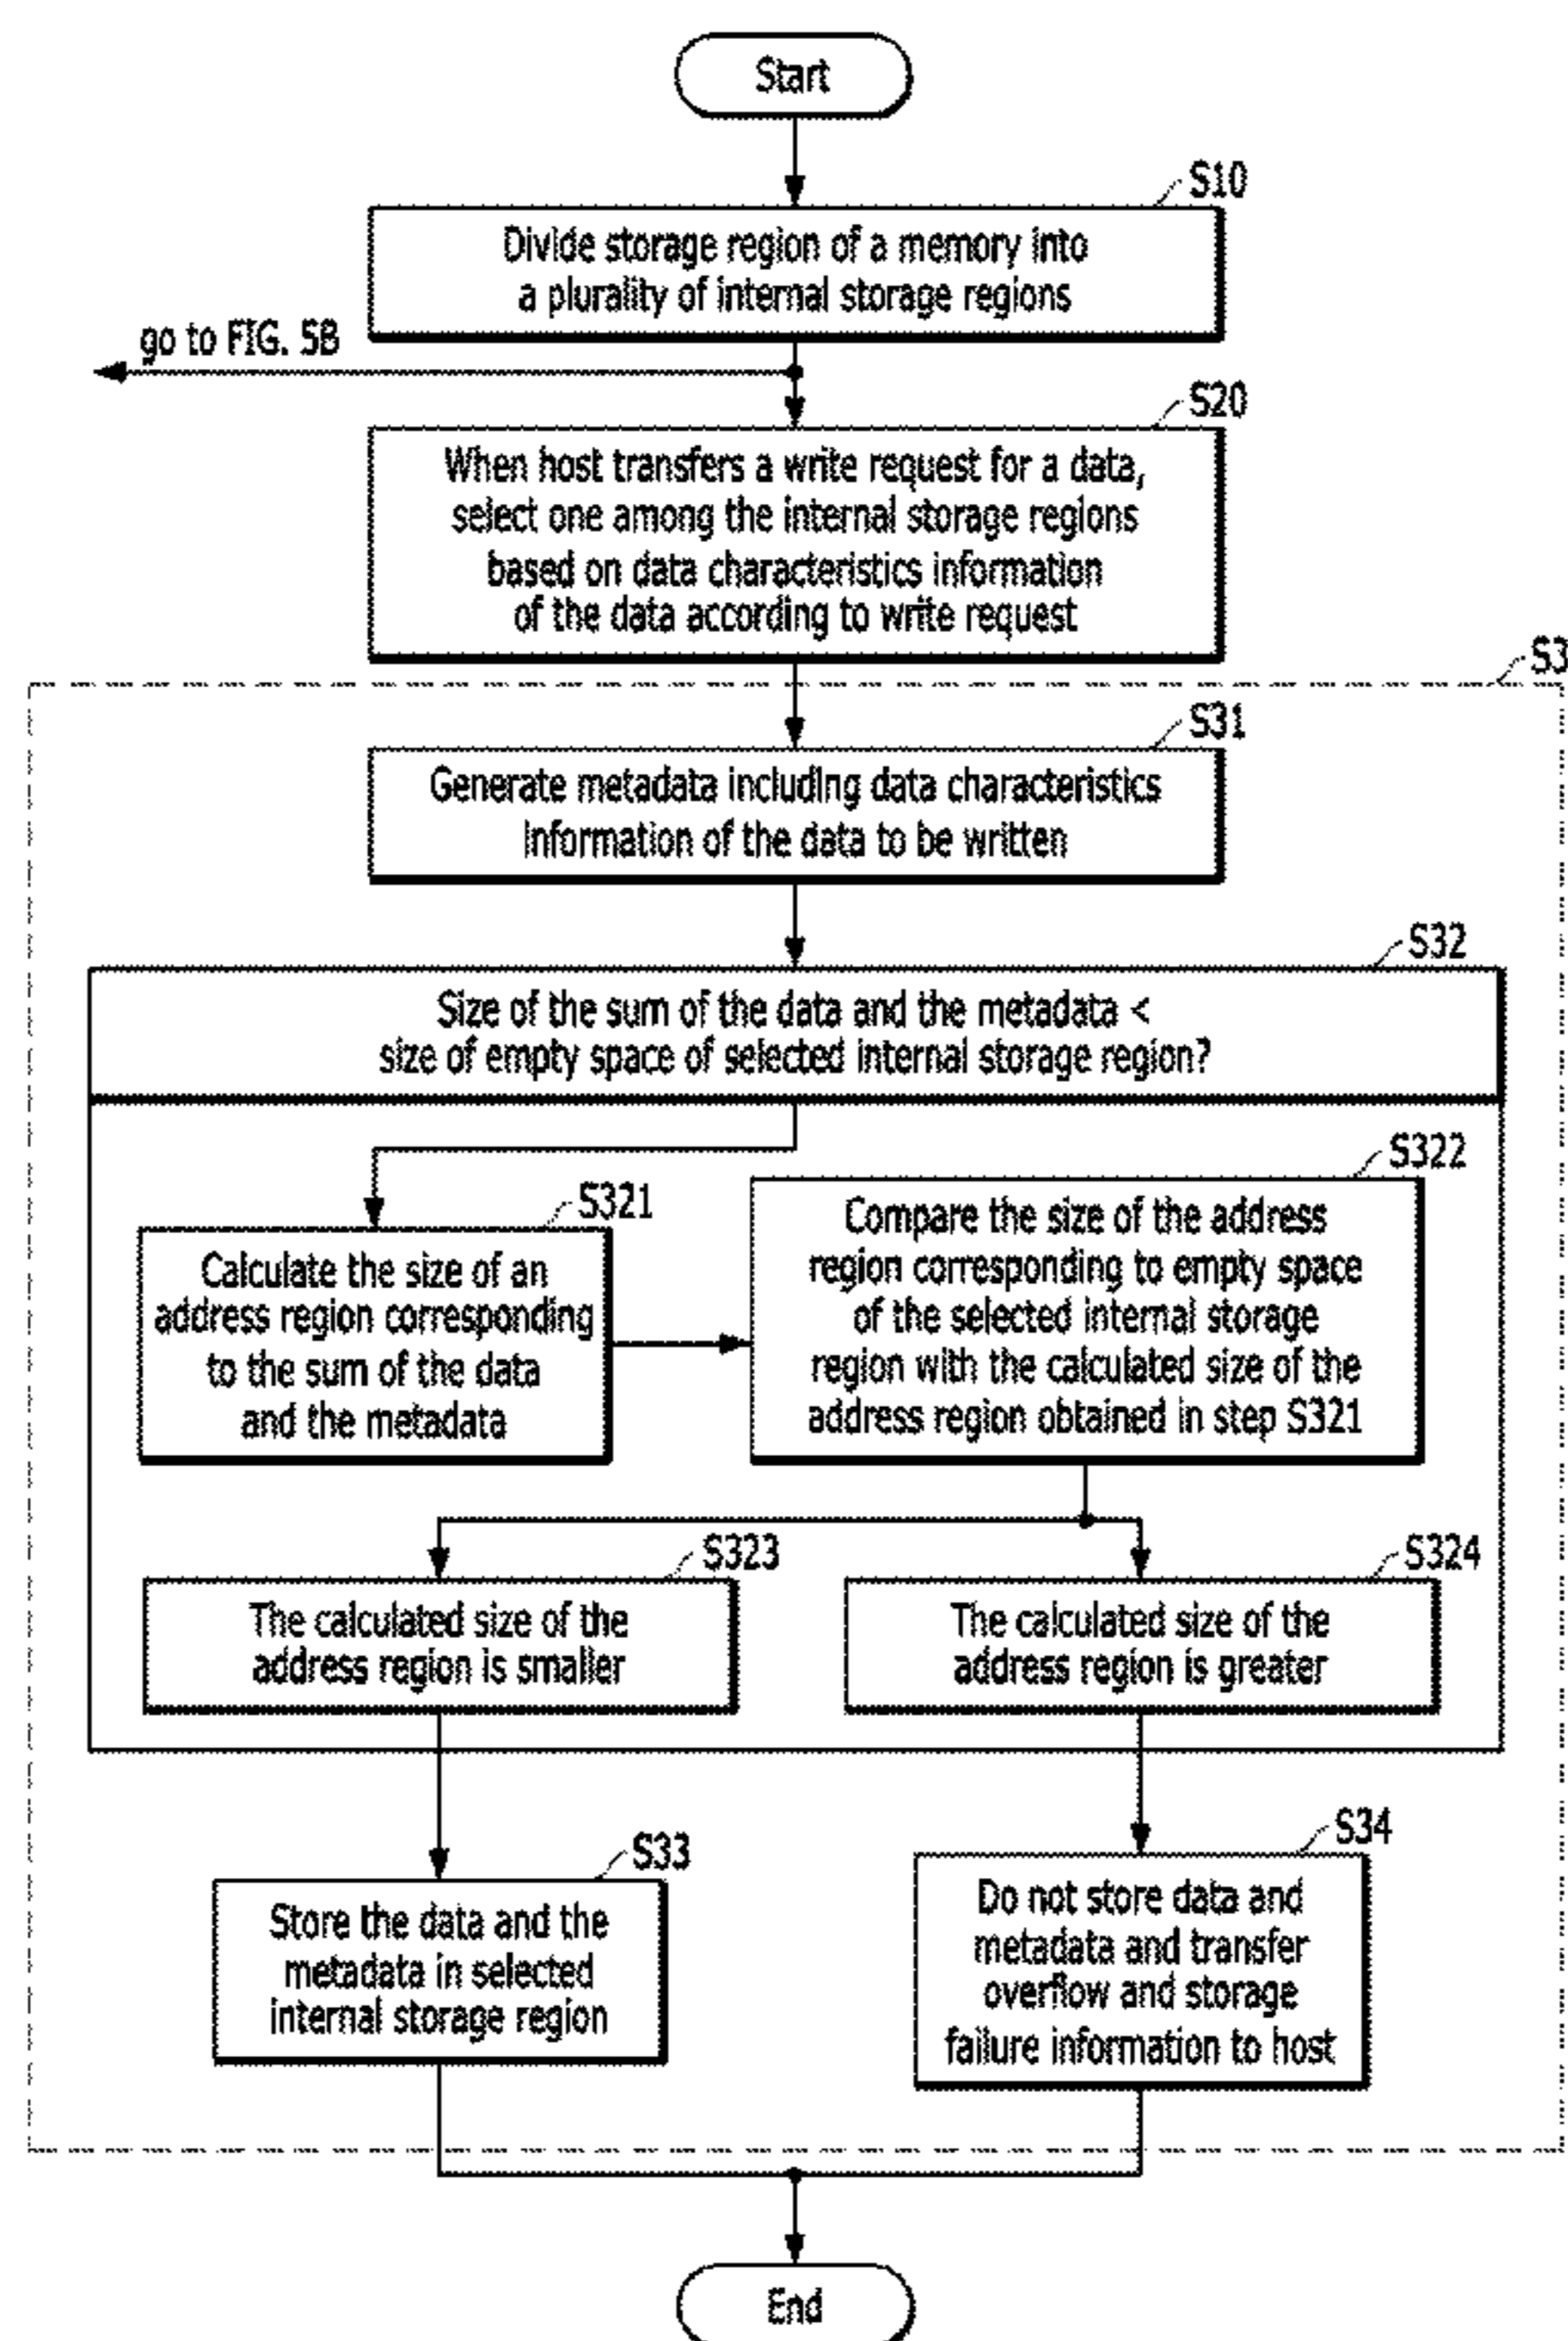 Start
S10
Divide storage region of a memory into
a plurality of internal storage regions
go to FIG. 5B
S20
When host transfers a write request for a data,
select one among the internal storage regions
based on data characteristics information
of the data according to write request
S3
S31
Generate metadata including data characteristics
information of the data to be written
S32
Size of the sum of the data and the metadata <
size of empty space of selected internal storage region?
S321
Calculate the size of an
address region corresponding
to the sum of the data
and the metadata
S322
Compare the size of the address
region corresponding to empty space
of the selected internal storage
region with the calculated size of the
address region obtained in step S321
S323
The calculated size of the
address region is smaller
S324
The calculated size of the
address region is greater
S33
Store the data and the
metadata in selected
internal storage region
S34
Do not store data and
metadata and transfer
overflow and storage
failure information to host
End